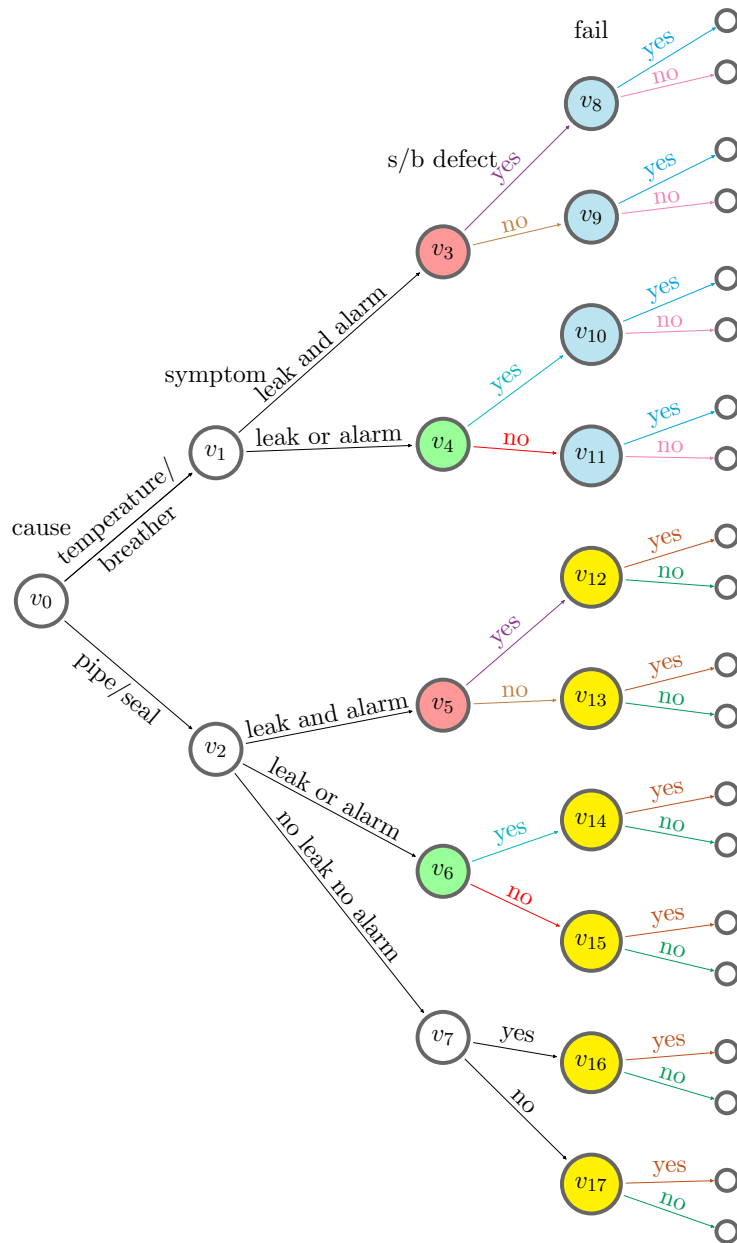 fail
yes
no
v8
s/b defect
yes
yes
no
v9
no
v3
symptom
leak and alarm
yes
no
v10
yes
leak or alarm
v1
v4
no
yes
no
v11
cause
temperature/
breather
v0
yes
no
v12
yes
pipe/seal
leak and alarm
v2
v5
no
yes
no
v13
leak or alarm
yes
no
v14
yes
v6
no
yes
no
v15
no leak no alarm
v7
yes
yes
no
v16
no
yes
no
v17